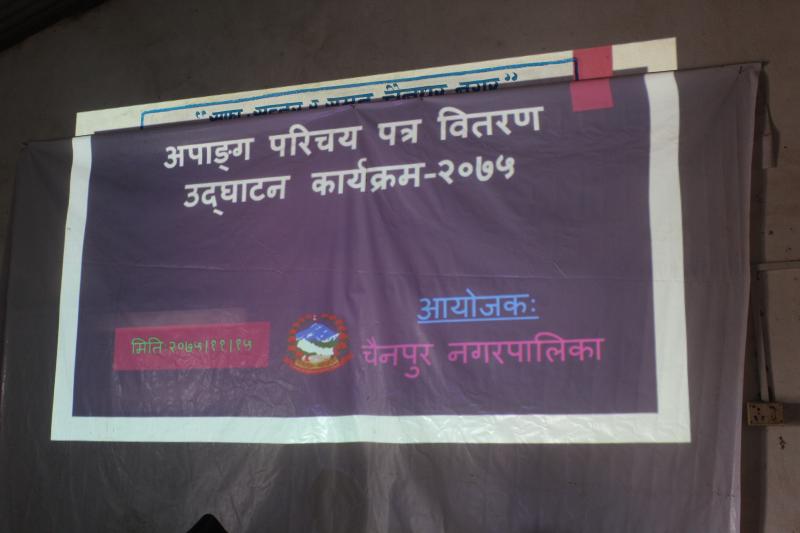 अपाङ्ग परिचय पत्र वितरण
उद्घाटन कार्यक्रम-२०७५
आयोजकः
मिति:२०७५।११।१५
चैनपुर नगरपालिका